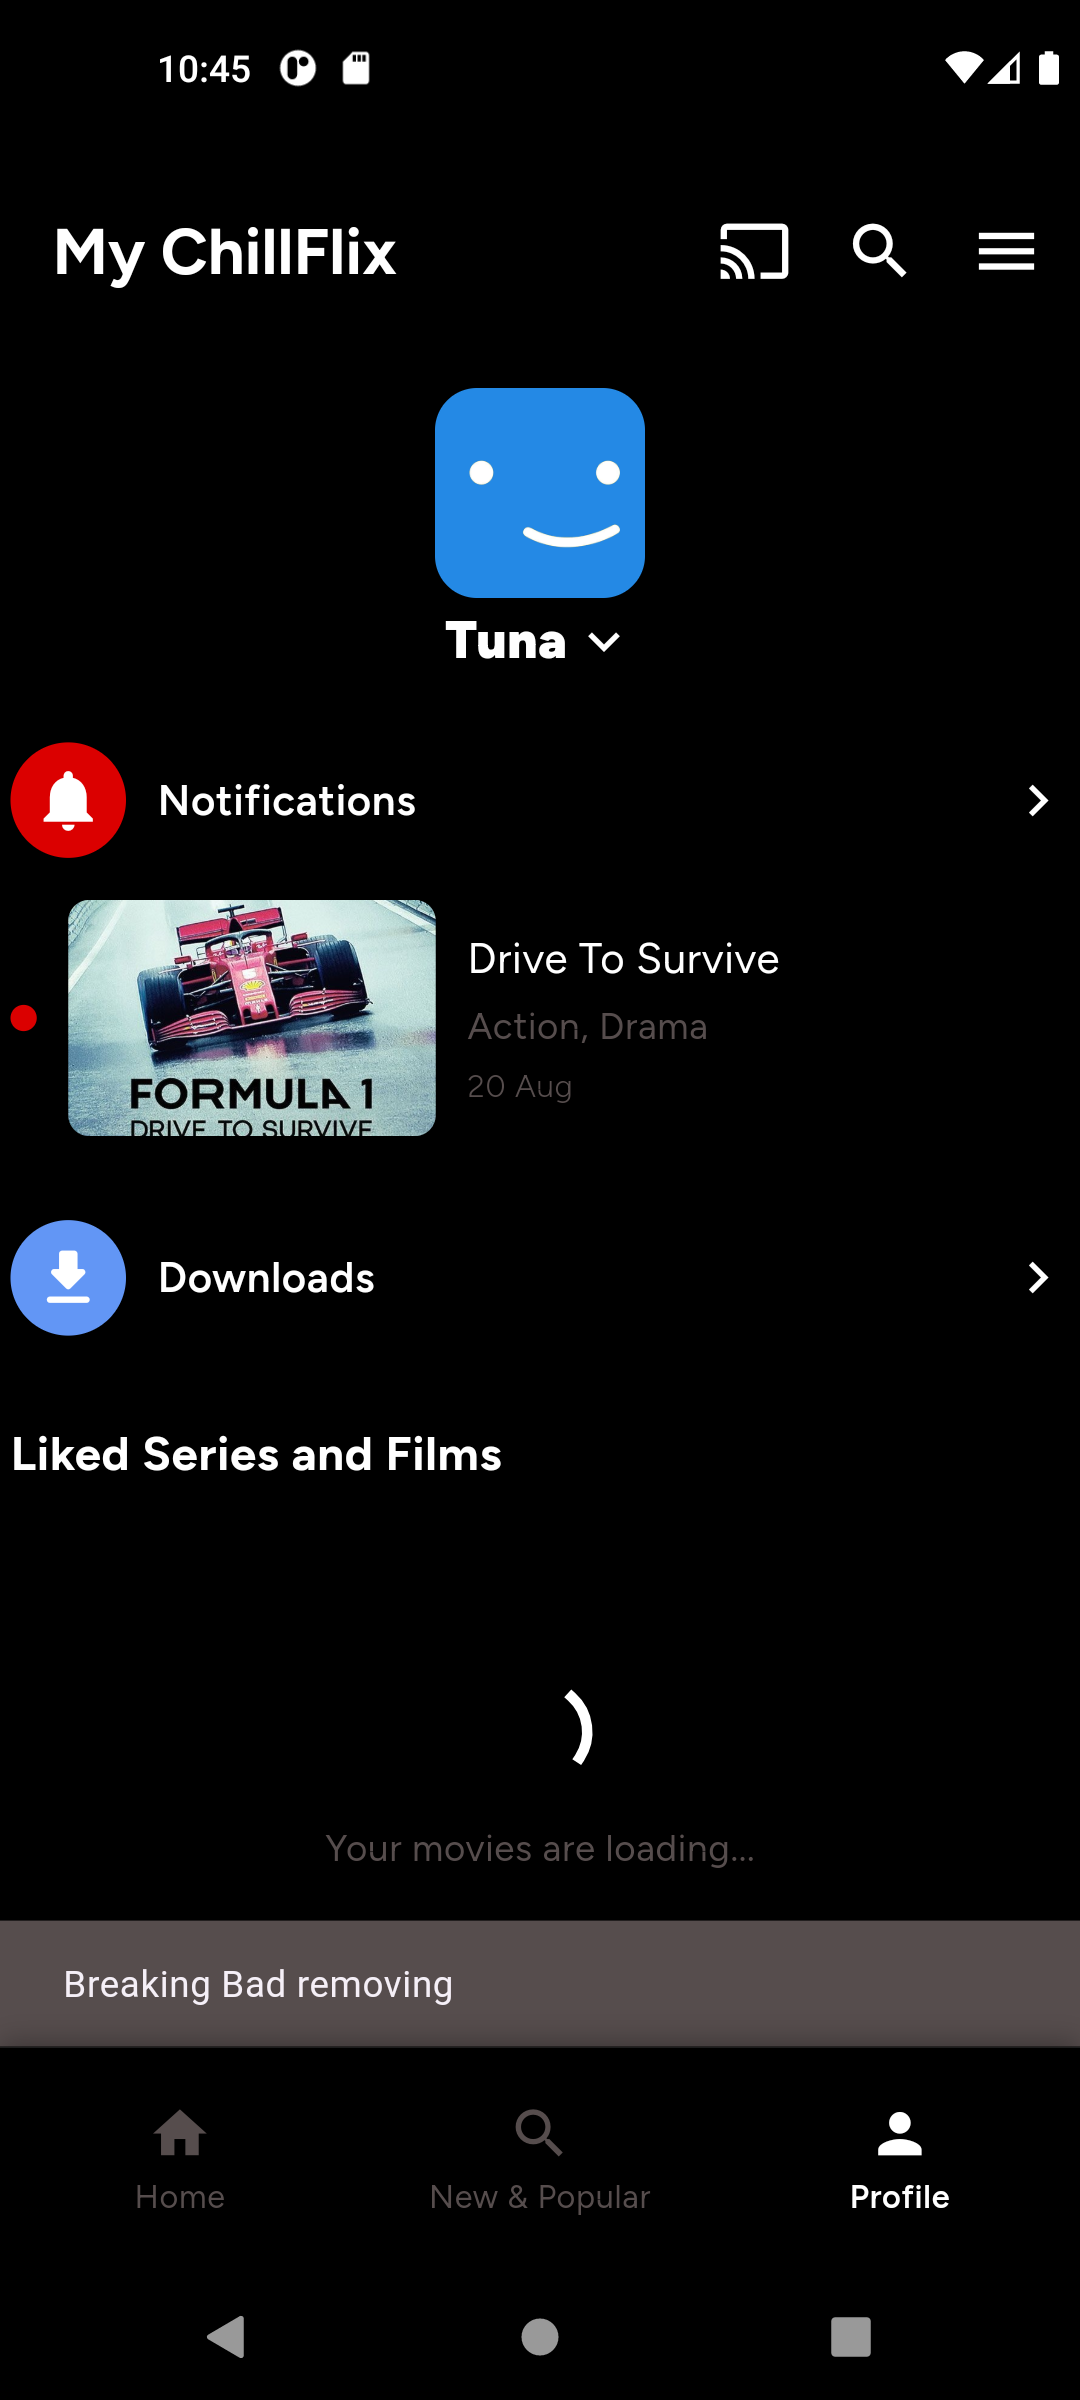 10:45
My ChillFlix
Tuna
Notifications
FORMULA 1
DRIVE TO SURVIVE
Drive To Survive
Action, Drama
20 Aug
Downloads
Liked Series and Films
Your movies are loading...
Breaking Bad removing
Home
New & Popular
Profile